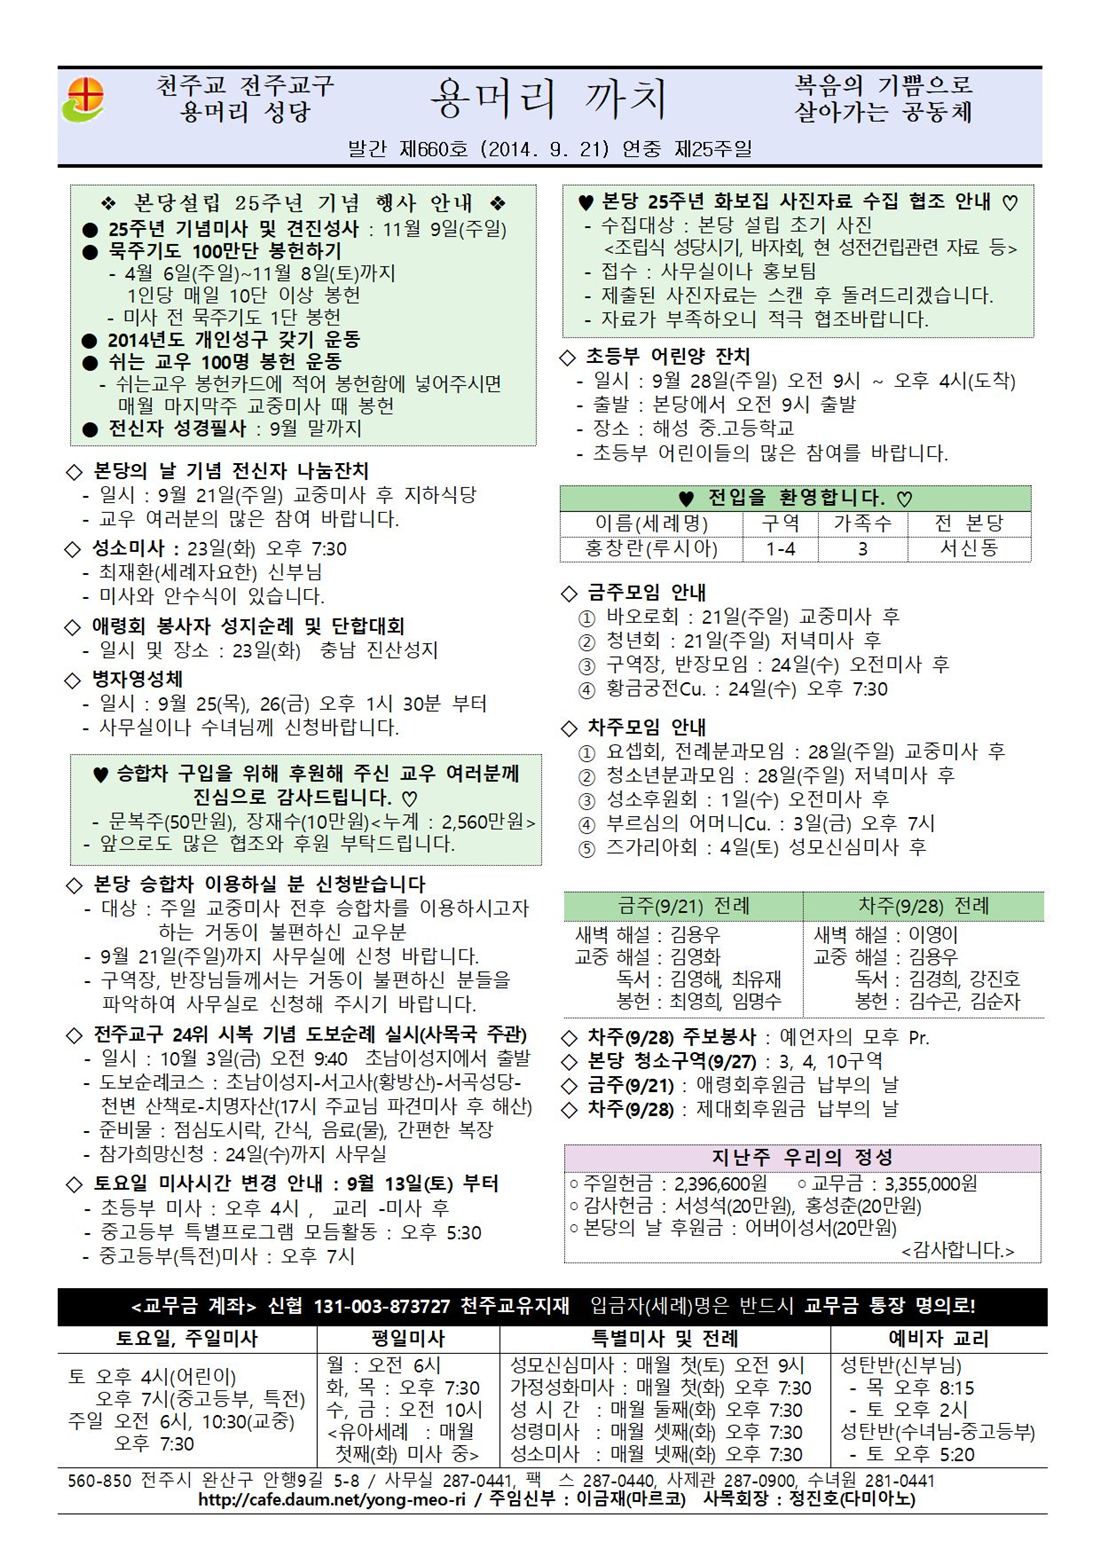 천주교 전주교구
용머리 성당
용머리 까치
복음의 기쁨으로
살아가는 공동체
발간 제660호 (2014. 9. 21) 연중 제25주일
❖ 본당설립 25주년 기념 행사 안내 ❖
● 25주년 기념미사 및 견진성사 : 11월 9일(주일)
● 묵주기도 100만단 봉헌하기
- 4월 6일(주일)~11월 8일(토)까지
1인당 매일 10단 이상 봉헌
- 미사 전 묵주기도 1단 봉헌
● 2014년도 개인성구 갖기 운동
● 쉬는 교우 100명 봉헌 운동
- 쉬는교우 봉헌카드에 적어 봉헌함에 넣어주시면
매월 마지막주 교중미사 때 봉헌
● 전신자 성경필사 : 9월 말까지
◇ 본당의 날 기념 전신자 나눔잔치
- 일시 : 9월 21일(주일) 교중미사 후 지하식당
- 교우 여러분의 많은 참여 바랍니다.
◇ 성소미사 : 23일(화) 오후 7:30
- 최재환(세례자요한) 신부님
- 미사와 안수식이 있습니다.
◇ 애령회 봉사자 성지순례 및 단합대회
- 일시 및 장소 : 23일(화) 충남 진산성지
◇ 병자영성체
- 일시 : 9월 25(목), 26(금) 오후 1시 30분 부터
- 사무실이나 수녀님께 신청바랍니다.
♥ 승합차 구입을 위해 후원해 주신 교우 여러분께
진심으로 감사드립니다. ♡
- 문복주(50만원), 장재수(10만원)<누계 : 2,560만원>
- 앞으로도 많은 협조와 후원 부탁드립니다.
◇ 본당 승합차 이용하실 분 신청받습니다
- 대상 : 주일 교중미사 전후 승합차를 이용하시고자
하는 거동이 불편하신 교우분
- 9월 21일(주일)까지 사무실에 신청 바랍니다.
- 구역장, 반장님들께서는 거동이 불편하신 분들을
파악하여 사무실로 신청해 주시기 바랍니다.
◇ 전주교구 24위 시복 기념 도보순례 실시(사목국 주관)
- 일시 : 10월 3일(금) 오전 9:40 초남이성지에서 출발
- 도보순례코스 : 초남이성지-서고사(황방산)-서곡성당-
천변 산책로-치명자산(17시 주교님 파견미사 후 해산)
- 준비물 : 점심도시락, 간식, 음료(물), 간편한 복장
- 참가희망신청 : 24일(수)까지 사무실
◇ 토요일 미사시간 변경 안내 : 9월 13일(토) 부터
- 초등부 미사 : 오후 4시 , 교리 -미사 후
- 중고등부 특별프로그램 모듬활동 : 오후 5:30
- 중고등부(특전)미사 : 오후 7시
♥ 본당 25주년 화보집 사진자료 수집 협조 안내 ♡
- 수집대상 : 본당 설립 초기 사진
<조립식 성당시기, 바자회, 현 성전건립관련 자료 등>
- 접수 : 사무실이나 홍보팀
- 제출된 사진자료는 스캔 후 돌려드리겠습니다.
- 자료가 부족하오니 적극 협조바랍니다.
◇ 초등부 어린양 잔치
- 일시 : 9월 28일(주일) 오전 9시 ~ 오후 4시(도착)
- 출발 : 본당에서 오전 9시 출발
- 장소 : 해성 중.고등학교
- 초등부 어린이들의 많은 참여를 바랍니다.
♥ 전입을 환영합니다. ♡
이름(세례명) 구역 가족수 전 본당
홍창란(루시아) 1-4 3 서신동
◇ 금주모임 안내
① 바오로회 : 21일(주일) 교중미사 후
② 청년회 : 21일(주일) 저녁미사 후
③ 구역장, 반장모임 : 24일(수) 오전미사 후
④ 황금궁전Cu. : 24일(수) 오후 7:30
◇ 차주모임 안내
① 요셉회, 전례분과모임 : 28일(주일) 교중미사 후
② 청소년분과모임 : 28일(주일) 저녁미사 후
③ 성소후원회 : 1일(수) 오전미사 후
④ 부르심의 어머니Cu. : 3일(금) 오후 7시
⑤ 즈가리아회 : 4일(토) 성모신심미사 후
금주(9/21) 전례 차주(9/28) 전례
새벽 해설 : 김용우 새벽 해설 : 이영이
교중 해설 : 김영화 교중 해설 : 김용우
독서 : 김영해, 최유재 독서 : 김경희, 강진호
봉헌 : 최영희, 임명수 봉헌 : 김수곤, 김순자
◇ 차주(9/28) 주보봉사 : 예언자의 모후 Pr.
◇ 본당 청소구역(9/27) : 3, 4, 10구역
◇ 금주(9/21) : 애령회후원금 납부의 날
◇ 차주(9/28) : 제대회후원금 납부의 날
지난주 우리의 정성
○ 주일헌금 : 2,396,600원 ○ 교무금 : 3,355,000원
○ 감사헌금 : 서성석(20만원), 홍성춘(20만원)
○ 본당의 날 후원금 : 어버이성서(20만원)
<감사합니다.>
<교무금 계좌> 신협 131-003-873727 천주교유지재 입금자(세례)명은 반드시 교무금 통장 명의로!
토요일, 주일미사 평일미사 특별미사 및 전례 예비자 교리
토 오후 4시(어린이)
오후 7시(중고등부, 특전)
주일 오전 6시, 10:30(교중)
오후 7:30
월 : 오전 6시
화, 목 : 오후 7:30
수, 금 : 오전 10시
<유아세례 : 매월
첫째(화) 미사 중>
성모신심미사 : 매월 첫(토) 오전 9시
가정성화미사 : 매월 첫(화) 오후 7:30
성 시 간 : 매월 둘째(화) 오후 7:30
성령미사 : 매월 셋째(화) 오후 7:30
성소미사 : 매월 넷째(화) 오후 7:30
성탄반(신부님)
- 목 오후 8:15
- 토 오후 2시
성탄반(수녀님-중고등부)
- 토 오후 5:20
560-850 전주시 완산구 안행9길 5-8 / 사무실 287-0441, 팩 스 287-0440, 사제관 287-0900, 수녀원 281-0441
http://cafe.daum.net/yong-meo-ri / 주임신부 : 이금재(마르코) 사목회장 : 정진호(다미아노)